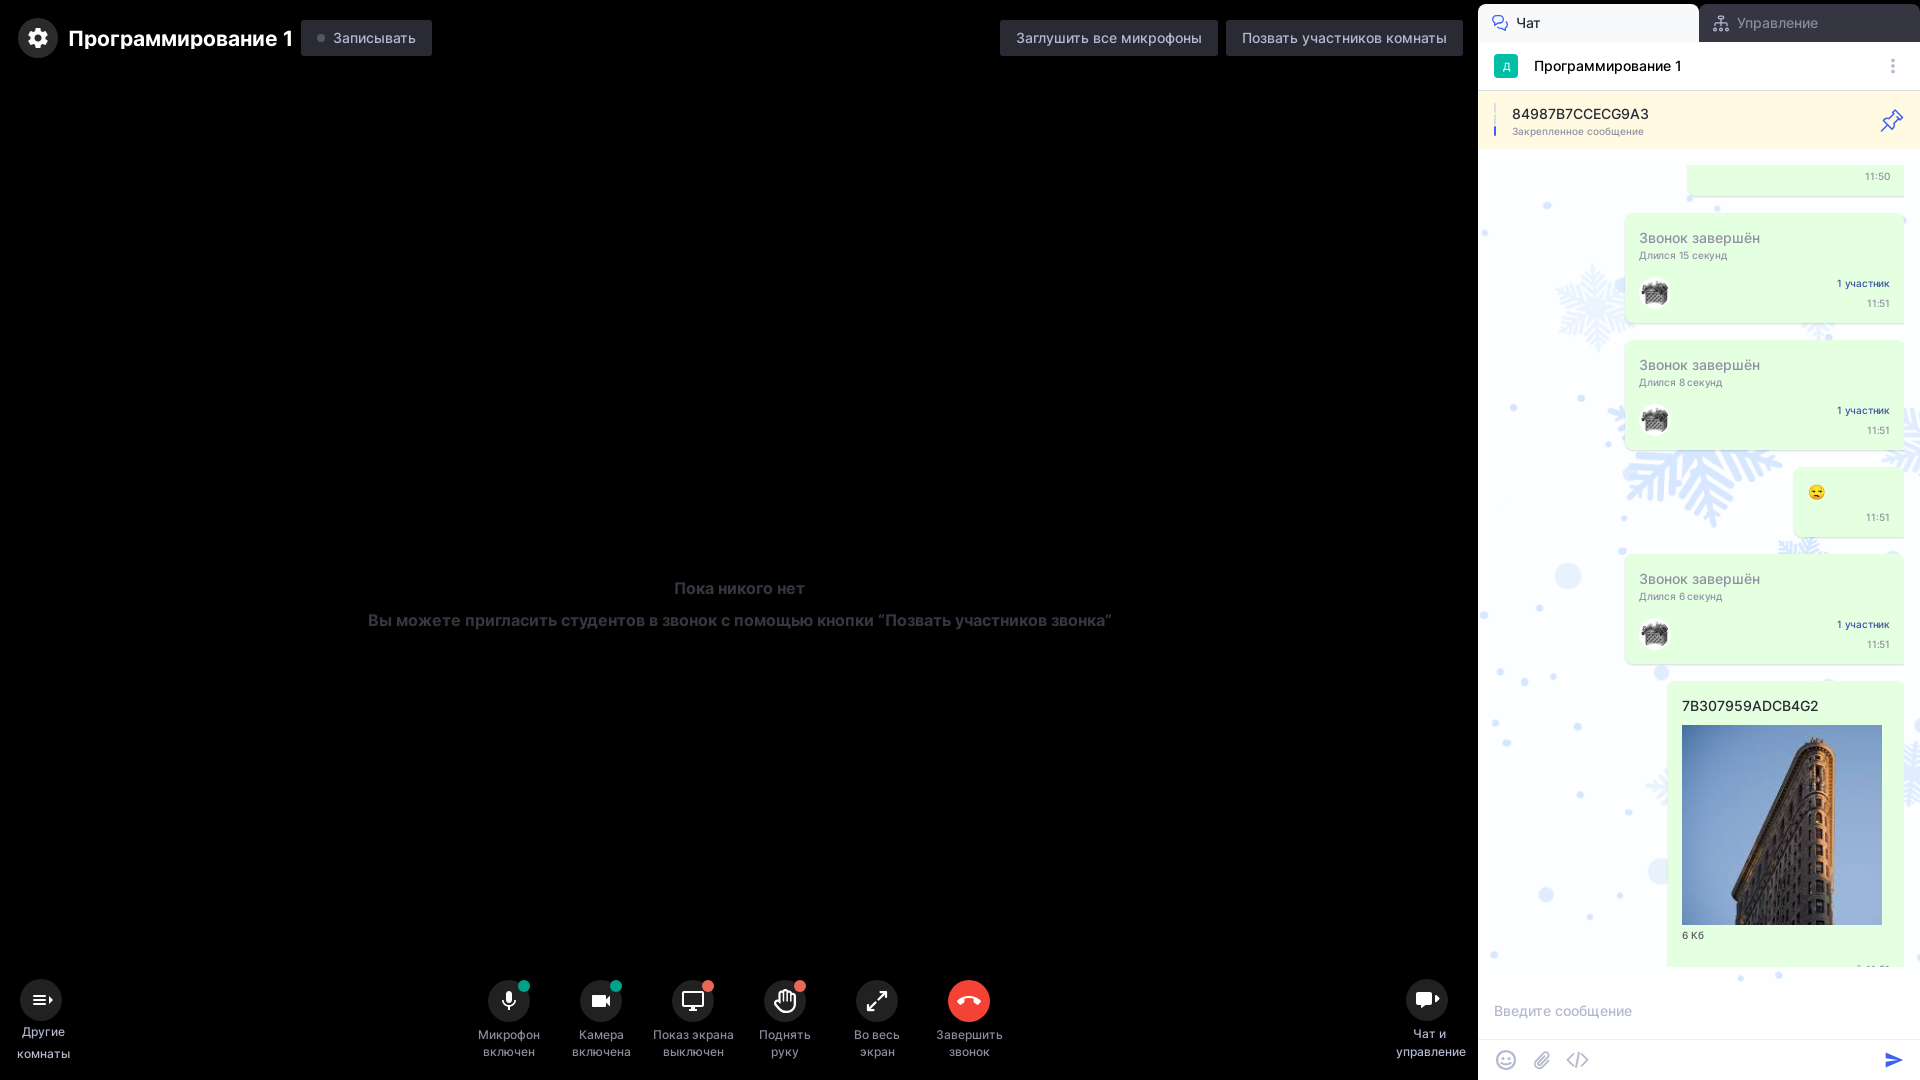 Программирование 1
Записывать
Заглушить все микрофоны
Позвать участников комнаты
Пока никого нет
Вы можете пригласить студентов в звонок с помощью кнопки “Позвать участников звонка”
Другие
комнаты
Микрофон
включен
Камера
включена
Показ экрана
выключен
Поднять
руку
Во весь
экран
Завершить
звонок
Чат и
управление
Чат
Управление
Д
Программирование 1
84987B7CCECG9A3
Закрепленное сообщение
11:50
Звонок завершён
Длился 15 секунд
1 участник
11:51
Звонок завершён
Длился 8 секунд
1 участник
11:51
11:51
Звонок завершён
Длился 6 секунд
1 участник
11:51
7B307959ADCB4G2
6 Кб
Введите сообщение